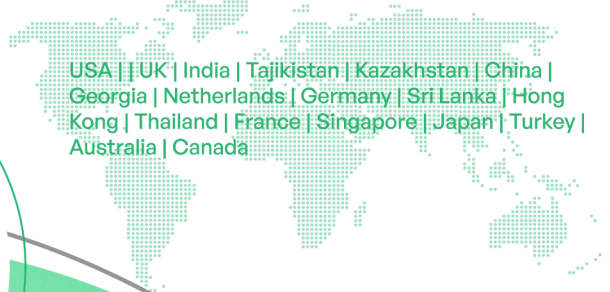 USA | | UK | India | Tajikistan | Kazakhstan | China |
Georgia | Netherlands | Germany | Sri Lanka | Hong
Kong | Thailand | France | Singapore | Japan | Turkey |
Australia | Canada